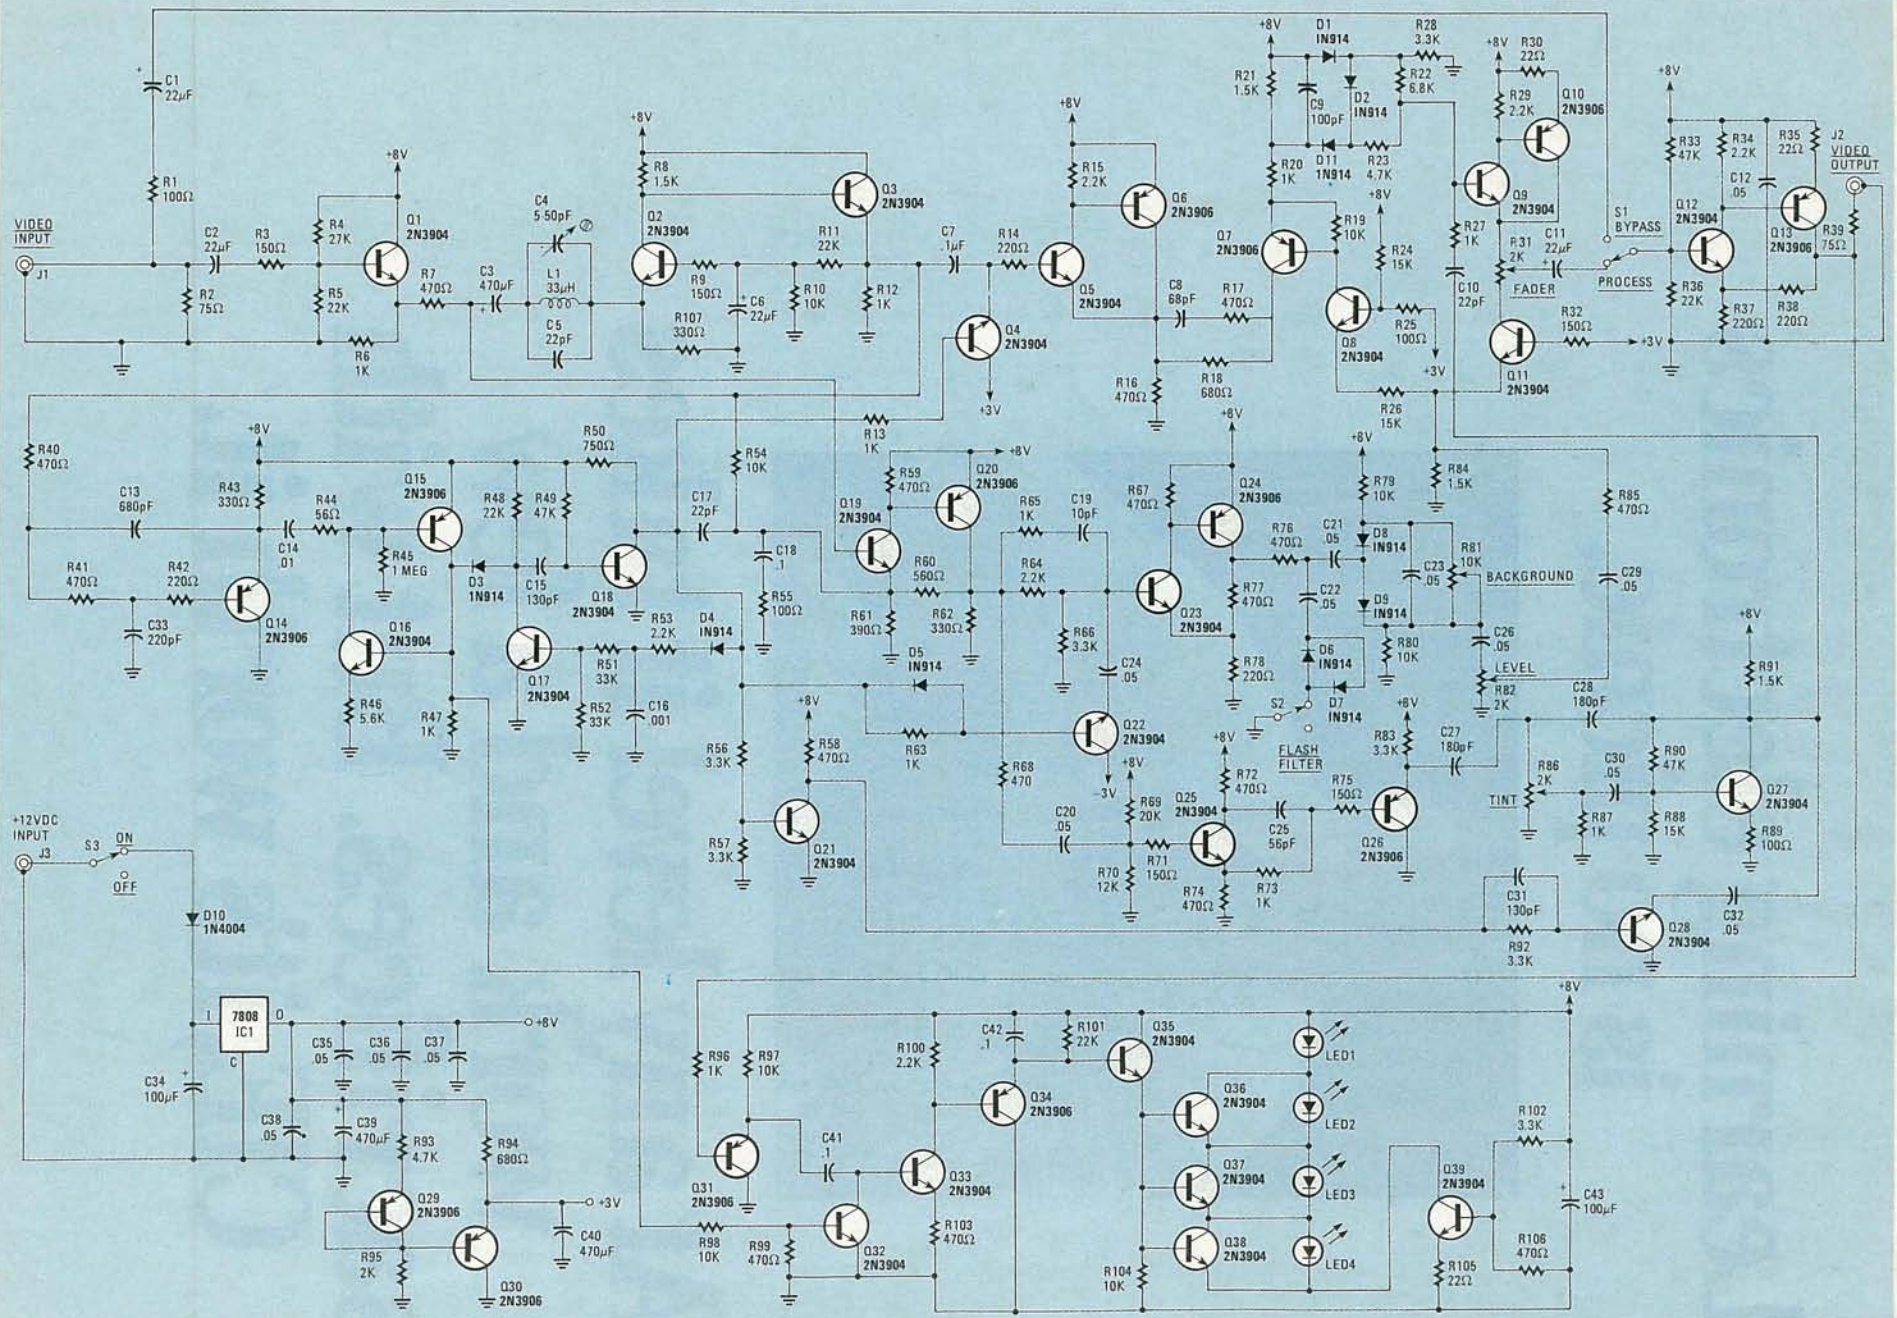 +8V
D1
IN914
R28
3.3K
+8V
R30
22Ω
C1
22µF
R21
1.5K
C9
100pF
D2
IN914
R22
6.8K
R29
2.2K
Q10
2N3906
+8V
+8V
+8V
+8V
R1
100Ω
R8
1.5K
R15
2.2K
R20
1K
D11
1N914
R23
4.7K
+8V
R33
47K
R34
2.2K
R35
22Ω
C12
.05
J2
VIDEO
OUTPUT
VIDEO
INPUT
J1
C2
22µF
R3
150Ω
R4
27K
Q1
2N3904
C4
5-50pF
Q2
2N3904
Q3
2N3904
Q6
2N3906
Q9
2N3904
S1
BYPASS
Q12
2N3904
Q13
2N3906
R39
75Ω
R2
75Ω
R5
22K
R7
470Ω
C3
470µF
L1
33µH
R9
150Ω
R11
22K
C7
.1µF
R14
220Ω
Q7
2N3906
R19
10K
R24
15K
R27
1K
R31
2K
C11
22µF
FADER
PROCESS
R6
1K
C5
22pF
R107
330Ω
C6
22µF
R10
10K
R12
1K
Q5
2N3904
C8
68pF
R17
470Ω
C10
22pF
R32
150Ω
R36
22K
R37
220Ω
R38
220Ω
Q4
2N3904
Q8
2N3904
R25
100Ω
+3V
+3V
Q11
2N3904
+3V
R16
470Ω
R18
680Ω
R26
15K
R13
1K
R40
470Ω
+8V
R50
750Ω
R54
10K
+8V
+8V
+8V
C13
680pF
R43
330Ω
R44
56Ω
Q15
2N3906
R48
22K
R49
47K
C17
22pF
Q19
2N3904
R59
470Ω
Q20
2N3906
R65
1K
C19
10pF
R67
470Ω
Q24
2N3906
R79
10K
R84
1.5K
R85
470Ω
C14
.01
R45
1 MEG
D3
1N914
C15
130pF
Q18
2N3904
C18
.1
R60
560Ω
R64
2.2K
R76
470Ω
C21
.05
D8
IN914
C23
.05
R81
10K
BACKGROUND
C29
.05
R41
470Ω
R42
220Ω
C33
220pF
Q14
2N3906
Q16
2N3904
R53
2.2K
D4
IN914
R55
100Ω
R61
390Ω
R62
330Ω
R66
3.3K
Q23
2N3904
R77
470Ω
C22
.05
D9
IN914
R80
10K
C26
.05
+8V
Q17
2N3904
R51
33K
D5
IN914
C24
.05
R78
220Ω
D6
IN914
LEVEL
R82
2K
R91
1.5K
R46
5.6K
R47
1K
R52
33K
C16
.001
+8V
R63
1K
Q22
2N3904
S2
D7
IN914
+8V
C28
180pF
R56
3.3K
R58
470Ω
R68
470
−3V
+8V
+8V
FLASH
FILTER
R83
3.3K
C27
180pF
R86
2K
TINT
C30
.05
R90
47K
Q27
2N3904
+12VDC
INPUT
J3
S3
ON
OFF
R57
3.3K
Q21
2N3904
C20
.05
R69
20K
Q25
2N3904
R72
470Ω
C25
56pF
R75
150Ω
Q26
2N3906
R87
1K
R88
15K
R89
100Ω
R70
12K
R71
150Ω
R74
470Ω
R73
1K
C31
130pF
C32
.05
D10
1N4004
R92
3.3K
Q28
2N3904
I
7808
IC1
O
C
+8V
+8V
C35
.05
C36
.05
C37
.05
R96
1K
R97
10K
R100
2.2K
C42
.1
R101
22K
Q35
2N3904
LED1
C34
100µF
C38
.05
C39
470µF
R93
4.7K
R94
680Ω
Q34
2N3906
Q36
2N3904
LED2
R102
3.3K
C41
.1
Q31
2N3906
Q33
2N3904
Q37
2N3904
LED3
Q39
2N3904
C43
100µF
Q29
2N3906
+3V
C40
470µF
R95
2K
Q30
2N3906
R98
10K
R99
470Ω
Q32
2N3904
R103
470Ω
R104
10K
Q38
2N3904
LED4
R105
22Ω
R106
470Ω